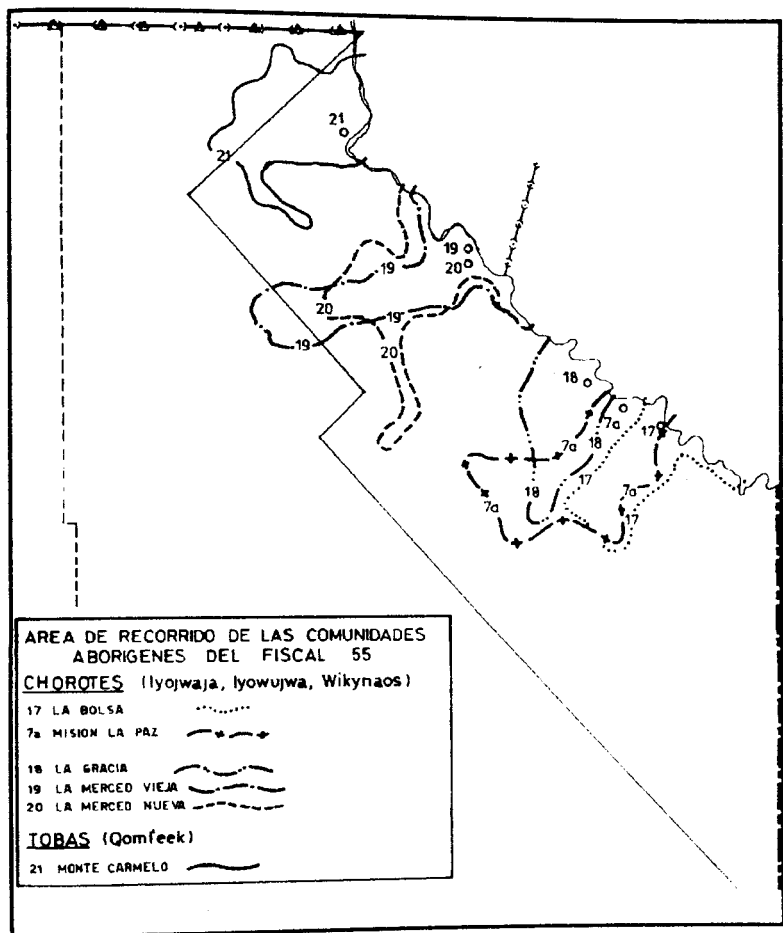 21
21
19
20
19
20
19
19
20
18
7a
18
17
7a
17
7a
18
7a
17
AREA DE RECORRIDO DE LAS COMUNIDADES
ABORIGENES DEL FISCAL 55
CHOROTES (Iyojwaja, Iyowujwa, Wikynaos)
17 LA BOLSA
7a MISION LA PAZ
18 LA GRACIA
19 LA MERCED VIEJA
20 LA MERCED NUEVA
TOBAS (Qomfeek)
21 MONTE CARMELO